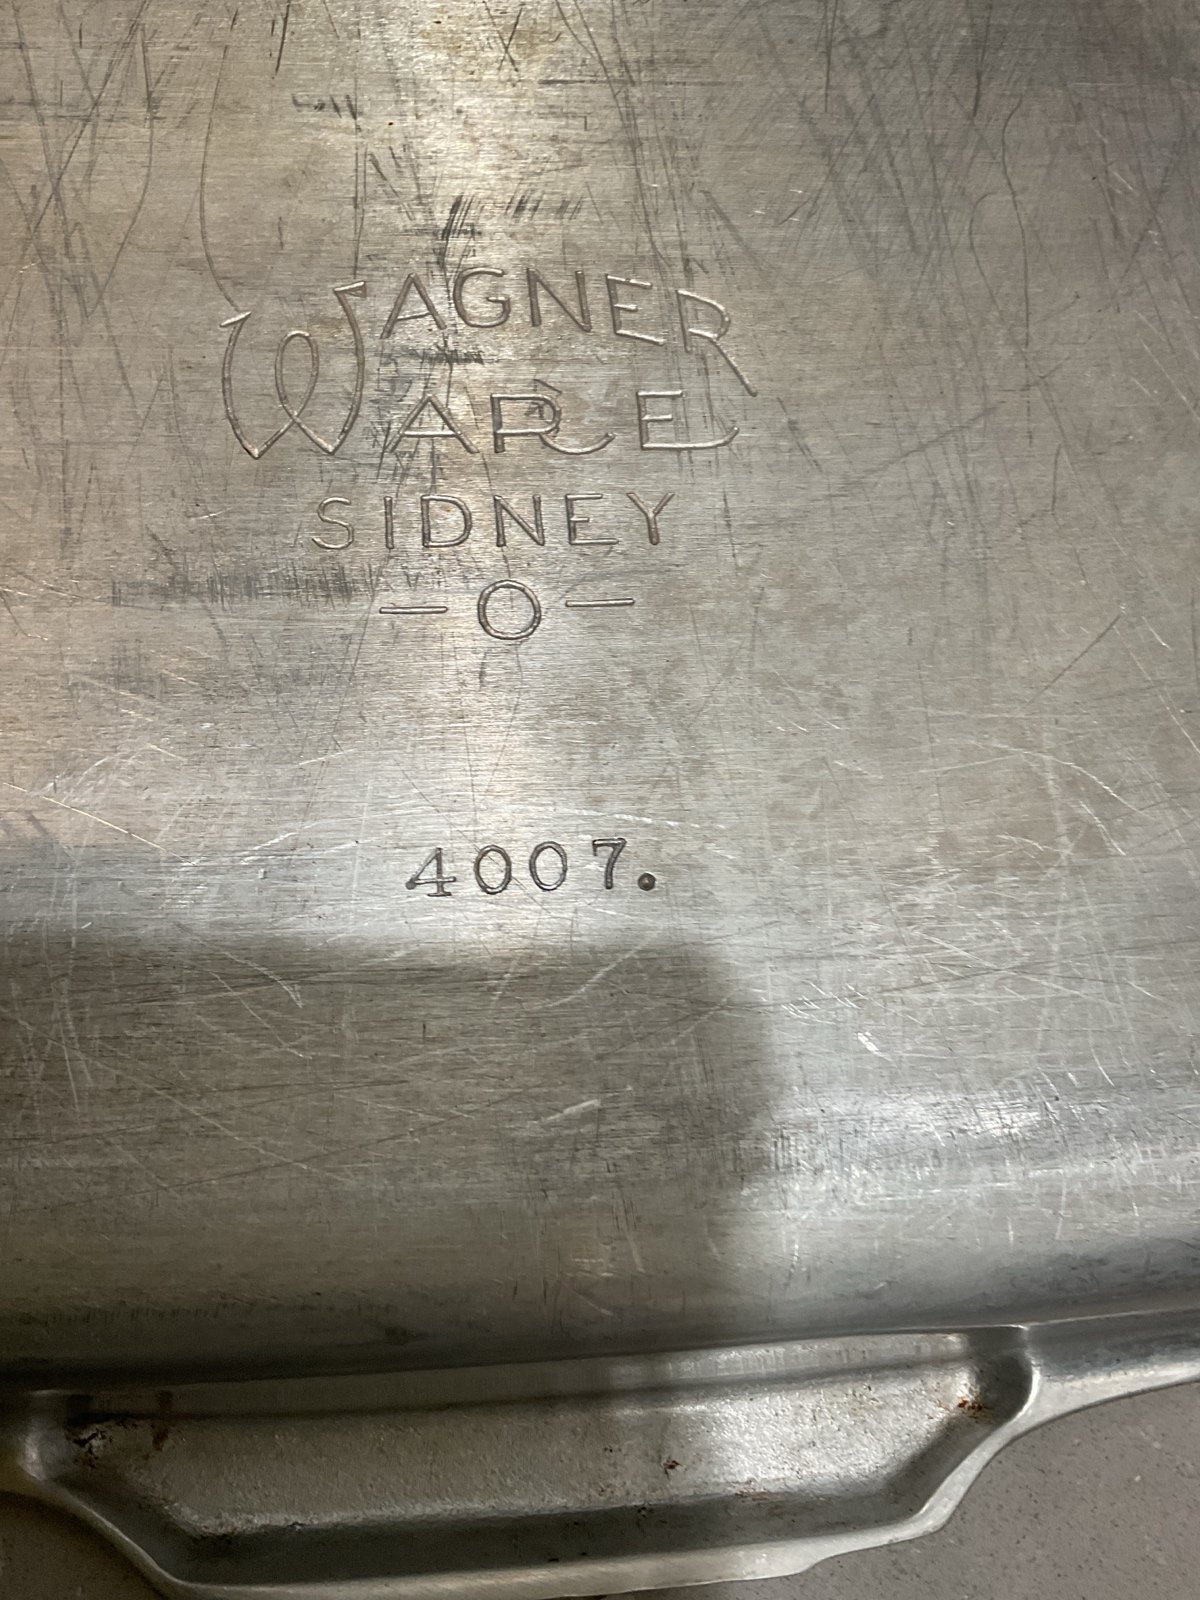 WAGNER
WARE
SIDNEY
-O-
4007.